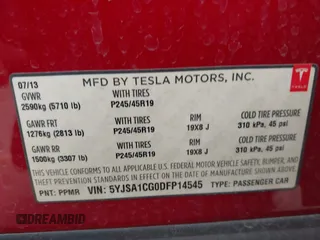 07/13 MFD BY TESLA MOTORS, INC. TESLA
GVWR WITH TIRES
2590kg (5710 lb) P245/45R19
GAWR FRT WITH TIRES RIM COLD TIRE PRESSURE
1276kg (2813 lb) P245/45R19 19X8 J 310 kPa, 45 psi
GAWR RR WITH TIRES RIM COLD TIRE PRESSURE
1500kg (3307 lb) P245/45R19 19X8 J 310 kPa, 45 psi
THIS VEHICLE CONFORMS TO ALL APPLICABLE U.S. FEDERAL MOTOR VEHICLE SAFETY, BUMPER, AND
THEFT PREVENTION STANDARDS IN EFFECT ON THE DATE OF MANUFACTURE SHOWN ABOVE.
PNT: PPMR VIN: 5YJSA1CG0DFP14545 TYPE: PASSENGER CAR
DREAMBID